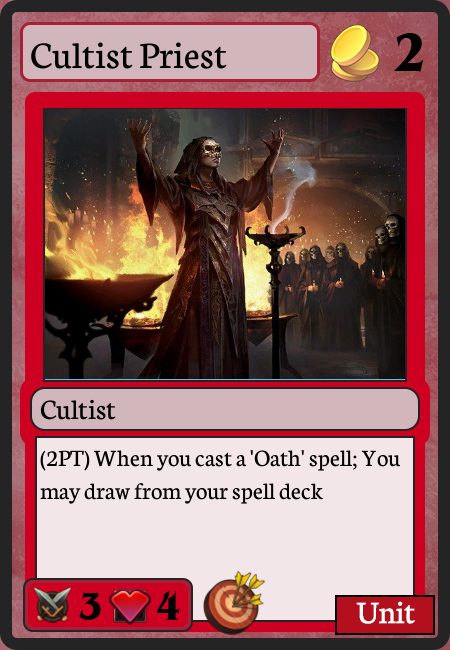 Cultist Priest
2
Cultist
(2PT) When you cast a 'Oath' spell; You
may draw from your spell deck
3 4
Unit